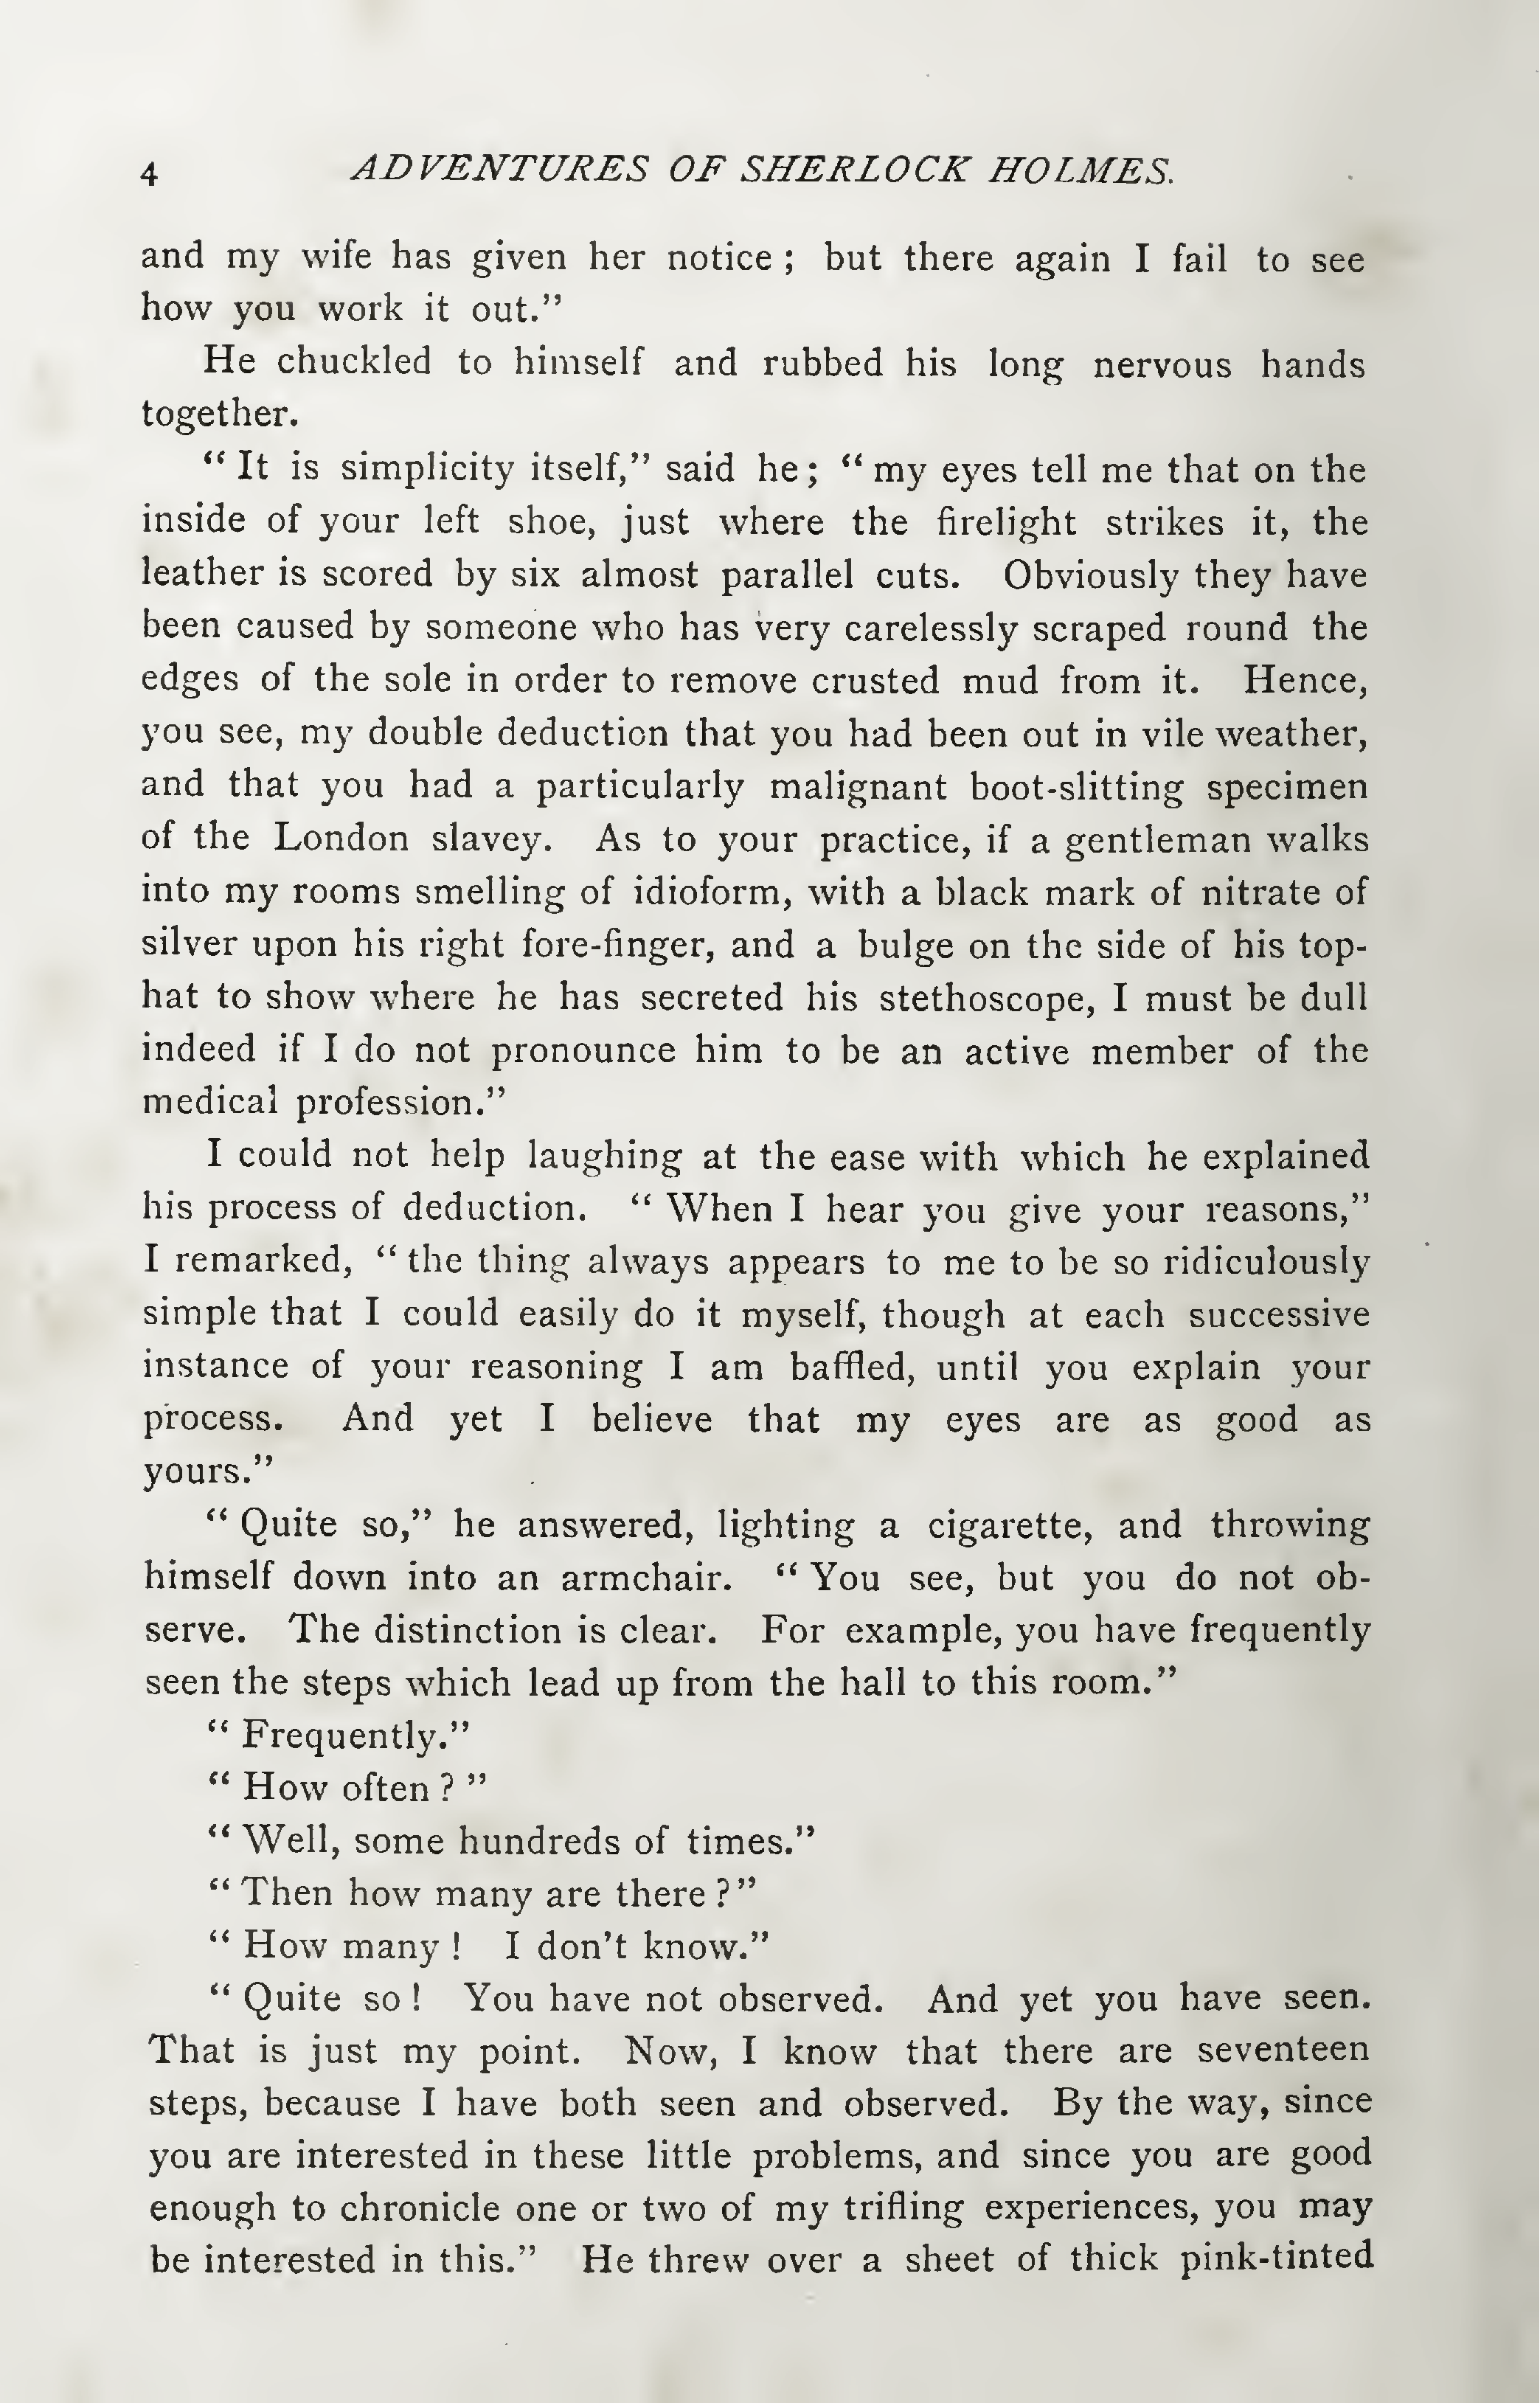 4 ADVENTURES OF SHERLOCK HOLMES.
and my wife has given her notice ; but there again I fail to see
how you work it out.”
He chuckled to himself and rubbed his long nervous hands
together.
“ It is simplicity itself,” said he ; “ my eyes tell me that on the
inside of your left shoe, just where the firelight strikes it, the
leather is scored by six almost parallel cuts. Obviously they have
been caused by someone who has very carelessly scraped round the
edges of the sole in order to remove crusted mud from it. Hence,
you see, my double deduction that you had been out in vile weather,
and that you had a particularly malignant boot-slitting specimen
of the London slavey. As to your practice, if a gentleman walks
into my rooms smelling of idioform, with a black mark of nitrate of
silver upon his right fore-finger, and a bulge on the side of his top-
hat to show where he has secreted his stethoscope, I must be dull
indeed if I do not pronounce him to be an active member of the
medical profession.”
I could not help laughing at the ease with which he explained
his process of deduction. “ When I hear you give your reasons,”
I remarked, “ the thing always appears to me to be so ridiculously
simple that I could easily do it myself, though at each successive
instance of your reasoning I am baffled, until you explain your
process. And yet I believe that my eyes are as good as
yours.”
“ Quite so,” he answered, lighting a cigarette, and throwing
himself down into an armchair. “ You see, but you do not ob-
serve. The distinction is clear. For example, you have frequently
seen the steps which lead up from the hall to this room.”
“ Frequently.”
“ How often ? ”
“ Well, some hundreds of times.”
“ Then how many are there ? ”
“ How many ! I don’t know.”
“ Quite so ! You have not observed. And yet you have seen.
That is just my point. Now, I know that there are seventeen
steps, because I have both seen and observed. By the way, since
you are interested in these little problems, and since you are good
enough to chronicle one or two of my trifling experiences, you may
be interested in this.” He threw over a sheet of thick pink-tinted